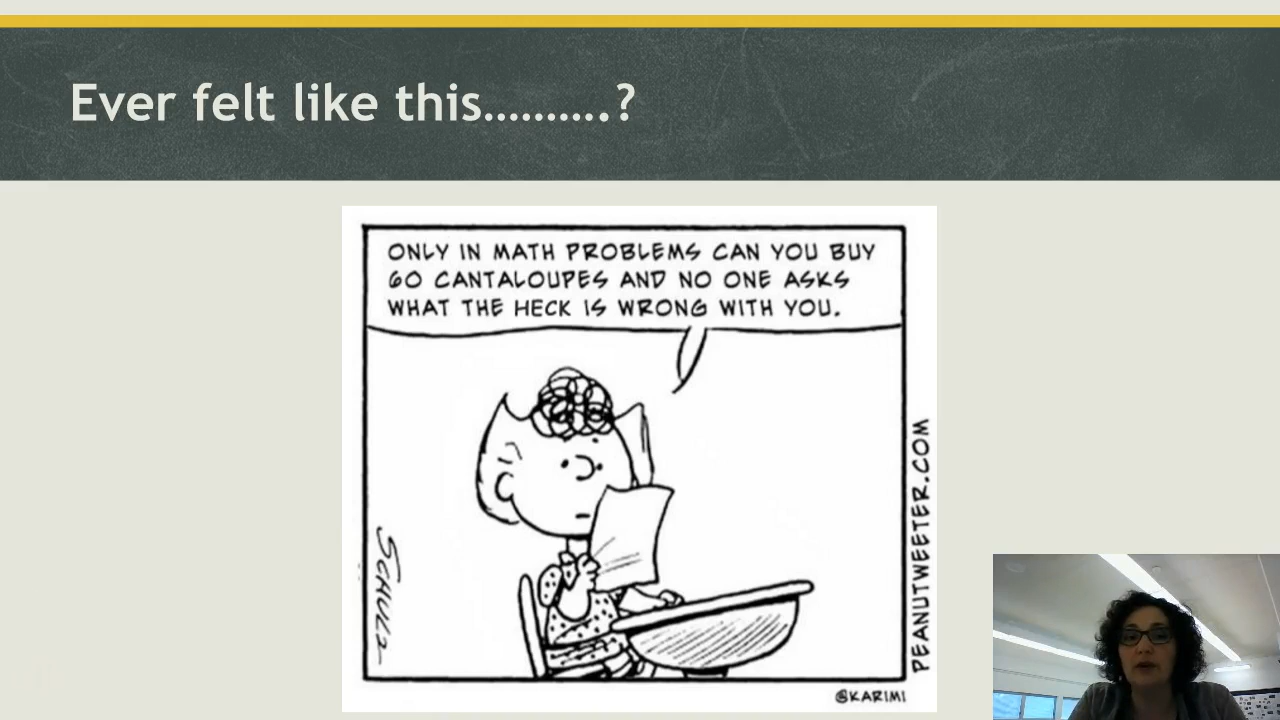 Ever felt like this..........?
ONLY IN MATH PROBLEMS CAN YOU BUY
60 CANTALOUPES AND NO ONE ASKS
WHAT THE HECK IS WRONG WITH YOU.
SCHULZ
PEANUTWEETER.COM
@KARIMI